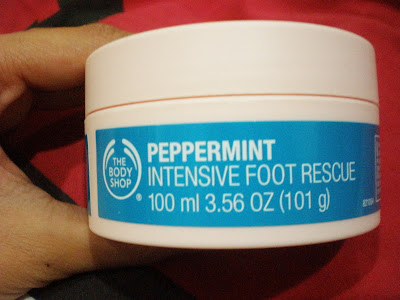 THE
BODY
SHOP
®
PEPPERMINT
INTENSIVE FOOT RESCUE
100 ml 3.56 OZ (101 g)